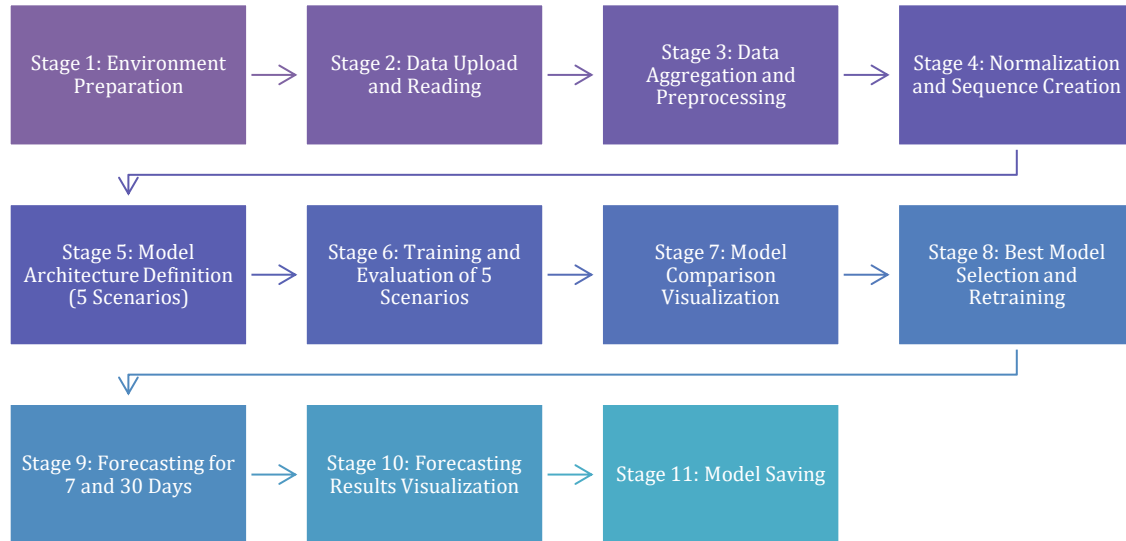 Stage 1: Environment
Preparation
Stage 2: Data Upload
and Reading
Stage 3: Data
Aggregation and
Preprocessing
Stage 4: Normalization
and Sequence Creation
Stage 5: Model
Architecture Definition
(5 Scenarios)
Stage 6: Training and
Evaluation of 5
Scenarios
Stage 7: Model
Comparison
Visualization
Stage 8: Best Model
Selection and
Retraining
Stage 9: Forecasting for
7 and 30 Days
Stage 10: Forecasting
Results Visualization
Stage 11: Model Saving